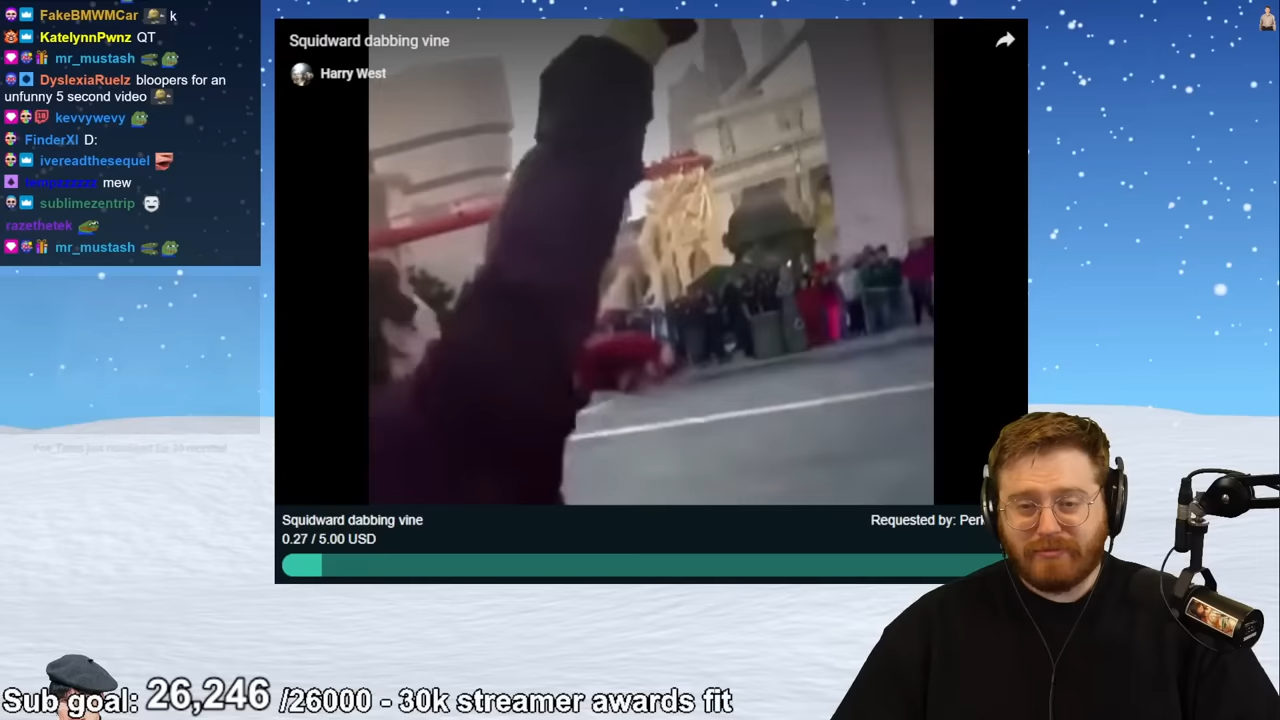 FakeBMWMCar k
KatelynnPwnz QT
mr_mustash
DyslexiaRuelz bloopers for an
unfunny 5 second video
kevvywevy
FinderXI D:
ivereadthesequel
mew
sublimezentrip
razethetek
mr_mustash
Squidward dabbing vine
Harry West
Squidward dabbing vine
Requested by: Per
0.27 / 5.00 USD
Sub goal: 26,246 /26000 - 30k streamer awards fit